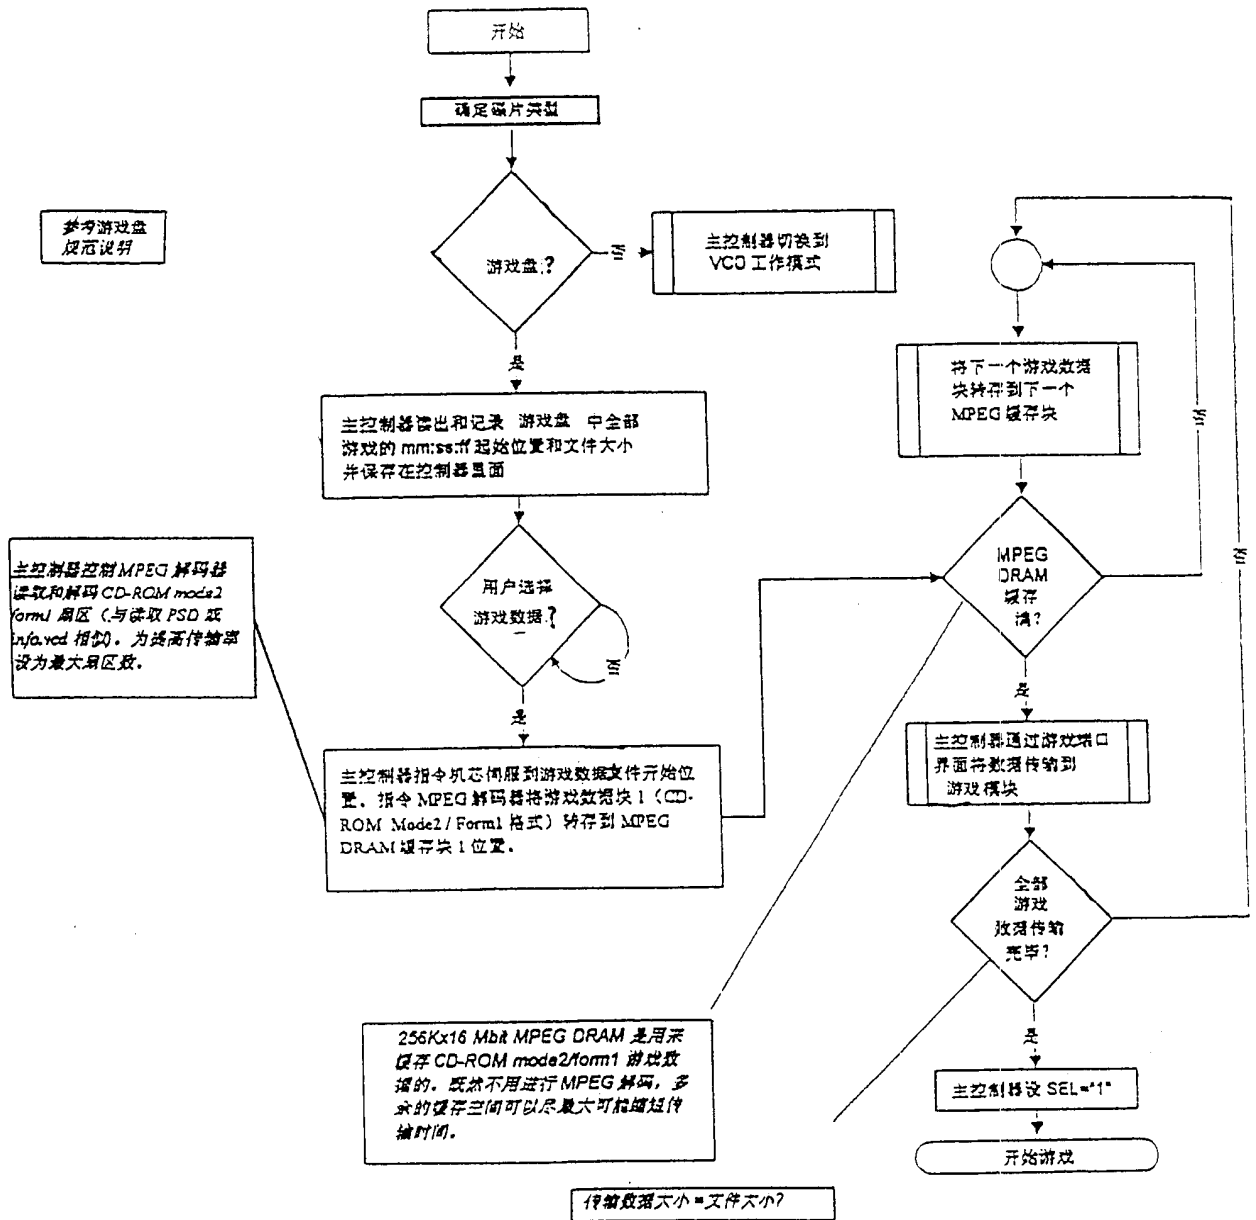 开始
确定碟片类型
参考游戏盘
规范说明
游戏盘?
主控制器切换到
VCD 工作模式
是
主控制器读出和记录 游戏盘 中全部
游戏的 mm:ss:ff 起始位置和文件大小
并保存在控制器里面
将下一个游戏数据
块转存到下一个
MPEG 缓存块
主控制器控制 MPEG 解码器
读取和解码 CD-ROM mode2
form1 扇区（与读取 PSD 或
info.vcd 相似）。为提高传输率
设为最大扇区数。
用户选择
游戏数据?
是
MPEG
DRAM
缓存
满?
是
主控制器指令机芯伺服到游戏数据文件开始位
置。指令 MPEG 解码器将游戏数据块 1（CD-
ROM Mode2 / Form1 格式）转存到 MPEG
DRAM 缓存块 1 位置。
主控制器通过游戏端口
界面将数据传输到
游戏模块
全部
游戏
数据传输
完毕?
是
256Kx16 Mbit MPEG DRAM 是用来
缓存 CD-ROM mode2/form1 游戏数
据的。既然不用进行 MPEG 解码，多
余的缓存空间可以尽最大可能缩短传
输时间。
主控制器设 SEL="1"
开始游戏
传输数据大小=文件大小?